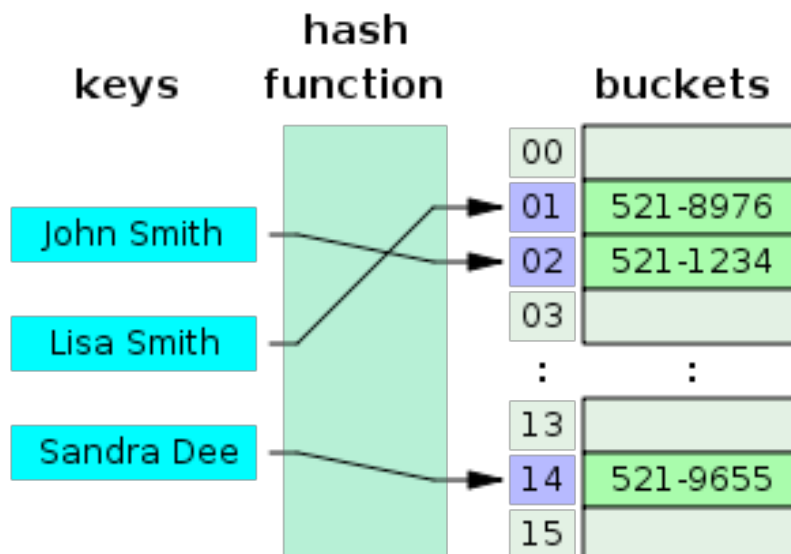 hash
keys function buckets
00
01 521-8976
John Smith
02 521-1234
03
Lisa Smith
: :
13
Sandra Dee
14 521-9655
15